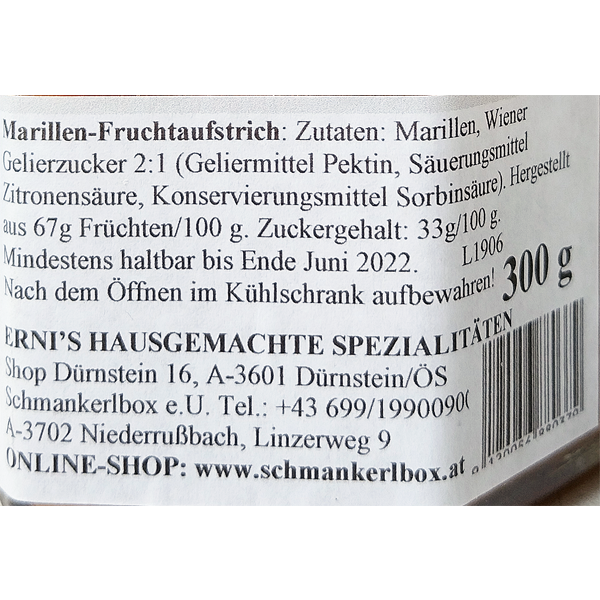 Marillen-Fruchtaufstrich: Zutaten: Marillen, Wiener
Gelierzucker 2:1 (Geliermittel Pektin, Säuerungsmittel
Zitronensäure, Konservierungsmittel Sorbinsäure). Hergestellt
aus 67g Früchten/100 g. Zuckergehalt: 33g/100 g.
Mindestens haltbar bis Ende Juni 2022. L1906
Nach dem Öffnen im Kühlschrank aufbewahren! 300 g
ERNI'S HAUSGEMACHTE SPEZIALITÄTEN
Shop Dürnstein 16, A-3601 Dürnstein/ÖS
Schmankerlbox e.U. Tel.: +43 699/1990090
A-3702 Niederrußbach, Linzerweg 9
ONLINE-SHOP: www.schmankerlbox.at